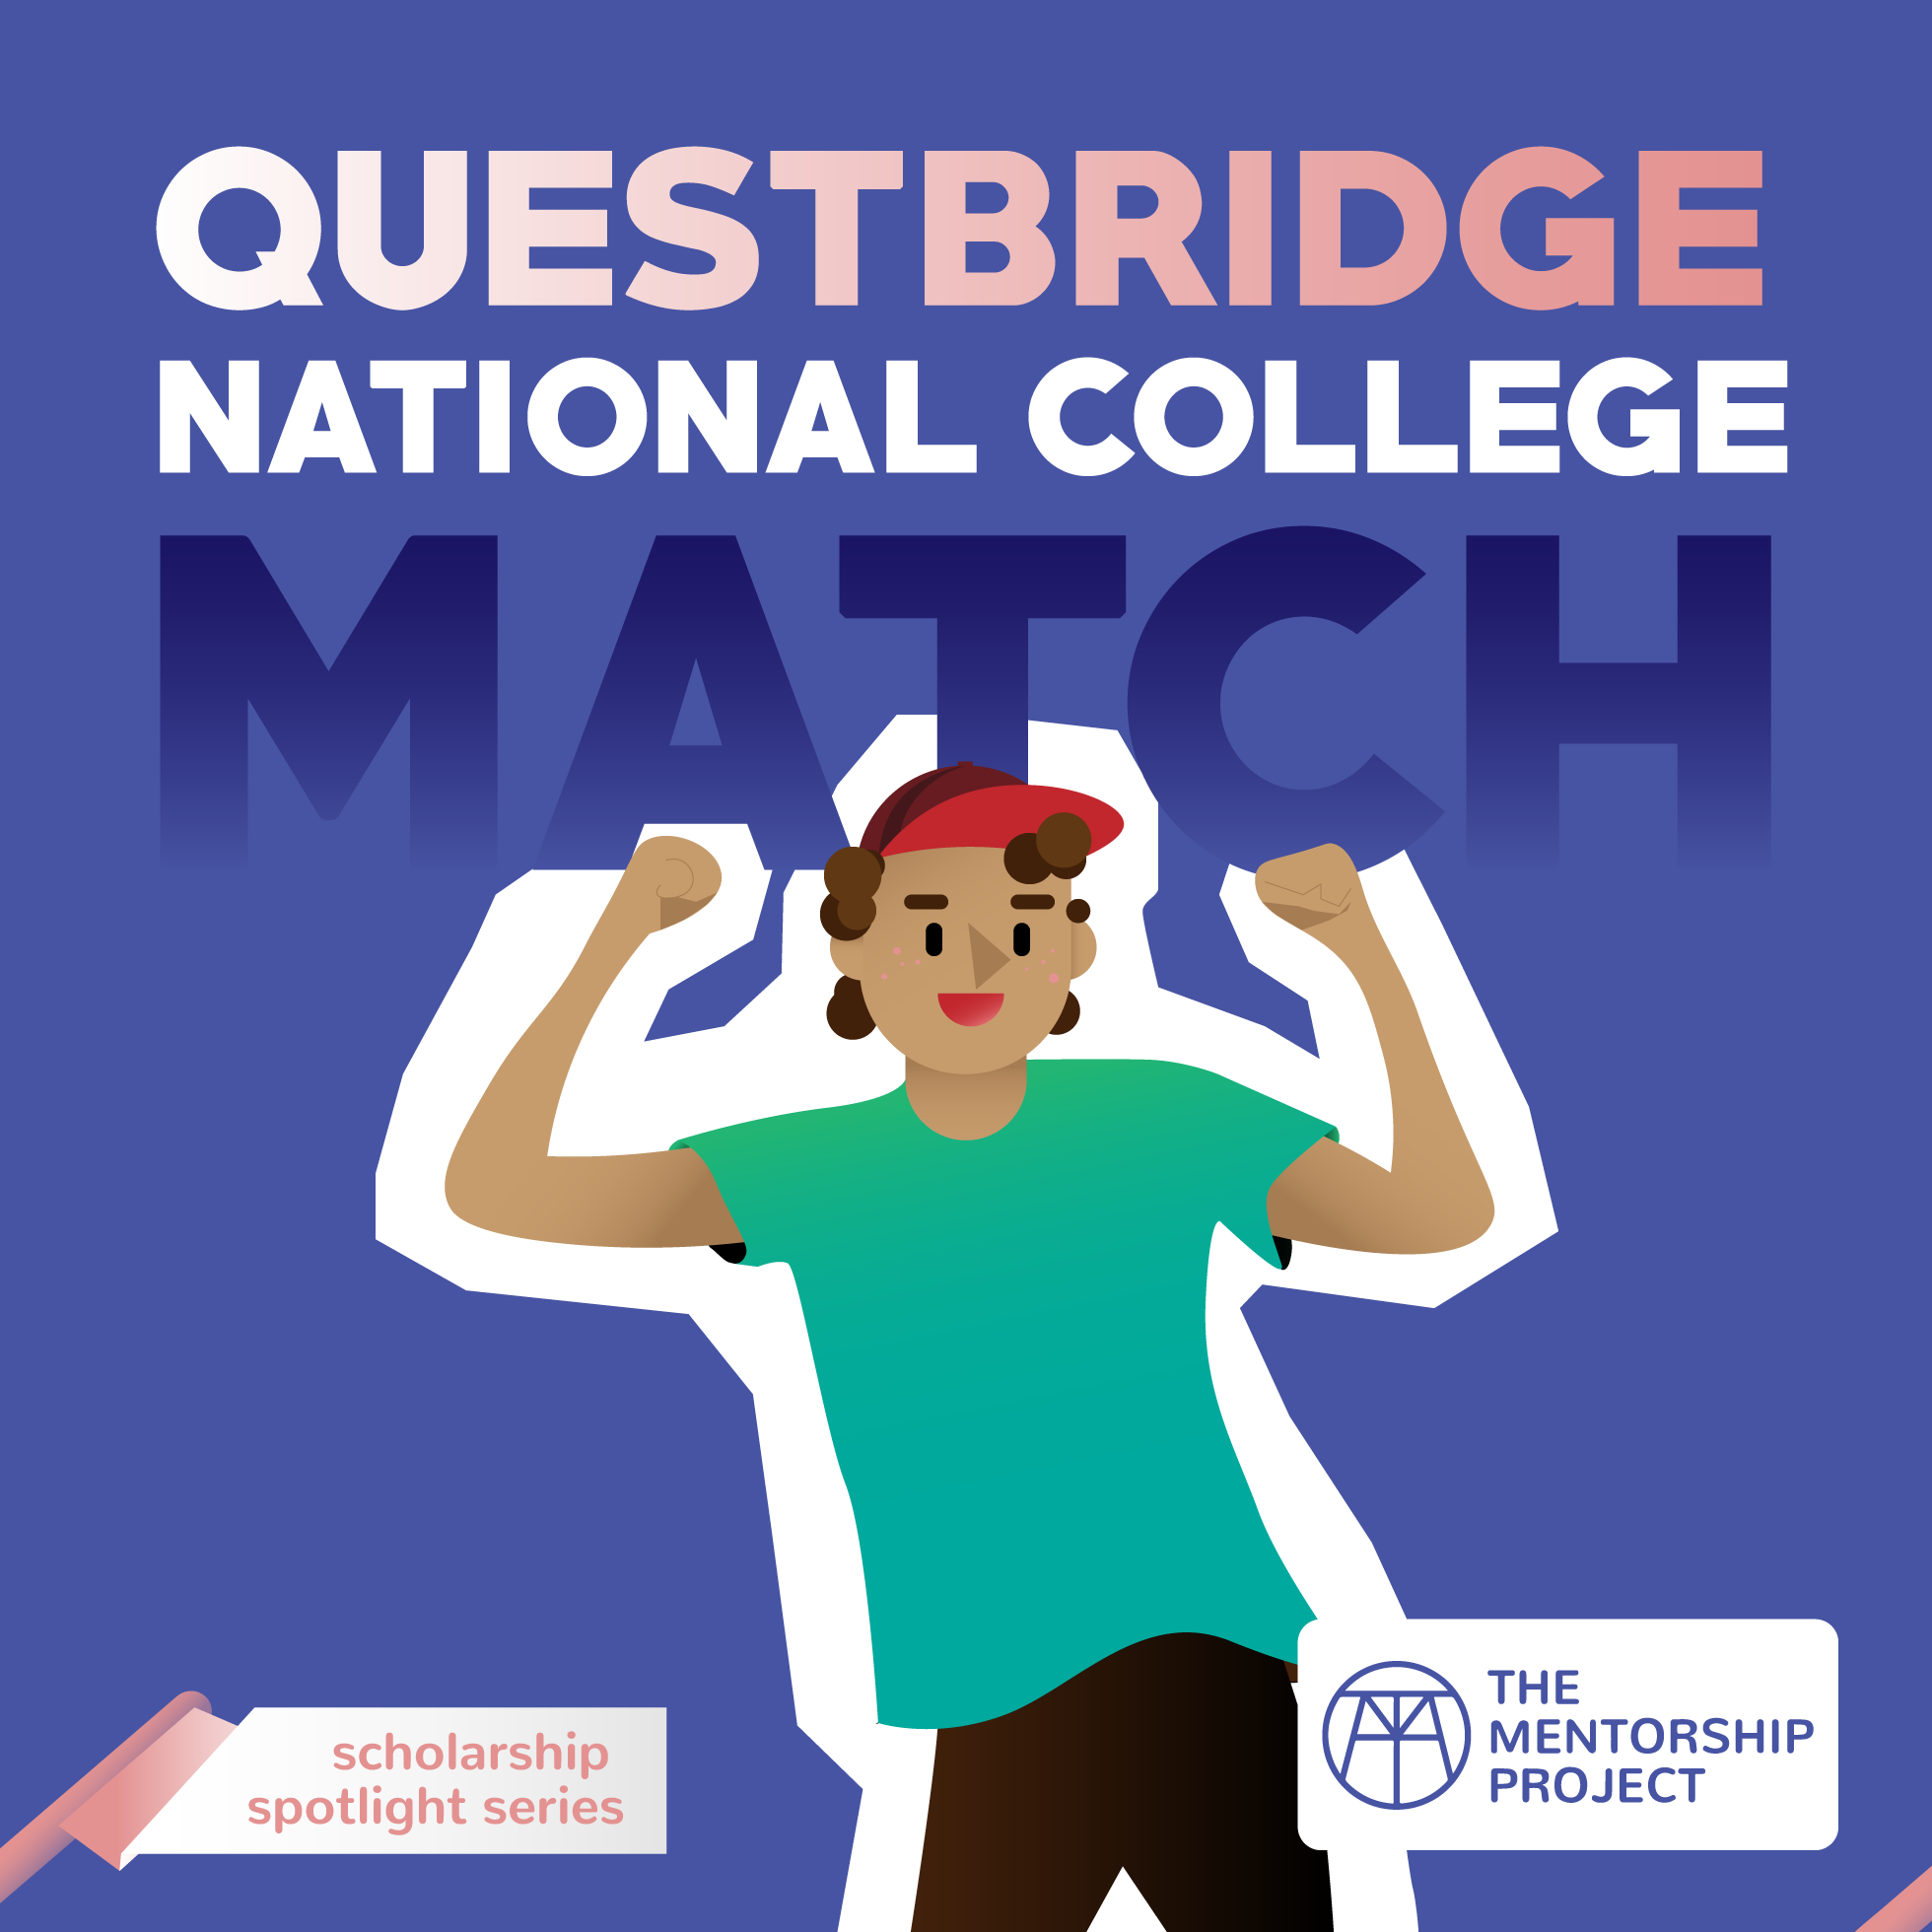 QUESTBRIDGE
NATIONAL COLLEGE
MATCH
scholarship
spotlight series
THE
MENTORSHIP
PROJECT